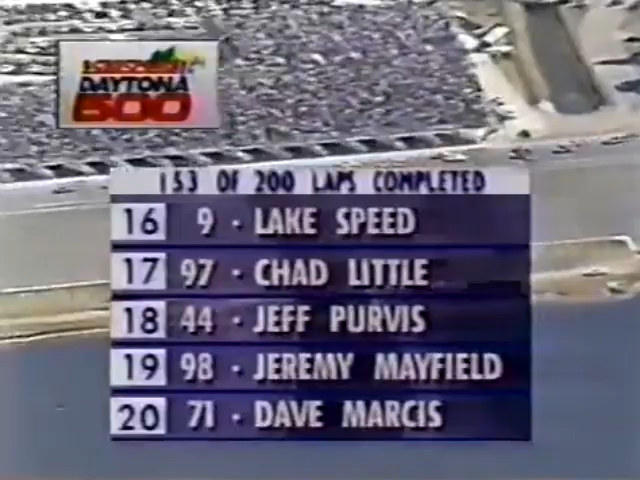 DAYTONA
500
153 OF 200 LAPS COMPLETED
16 9 - LAKE SPEED
17 97 - CHAD LITTLE
18 44 - JEFF PURVIS
19 98 - JEREMY MAYFIELD
20 71 - DAVE MARCIS